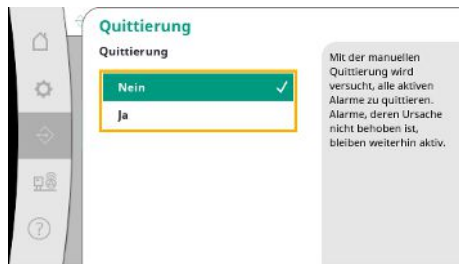 Quittierung
Quittierung
Nein
Ja
Mit der manuellen
Quittierung wird
versucht, alle aktiven
Alarme zu quittieren.
Alarme, deren Ursache
nicht behoben ist,
bleiben weiterhin aktiv.
?